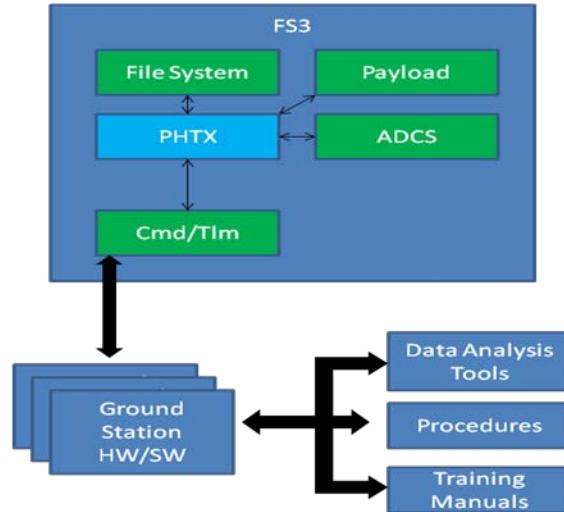 FS3
File System
Payload
PHTX
ADCS
Cmd/Tlm
Ground
Station
HW/SW
Data Analysis
Tools
Procedures
Training
Manuals